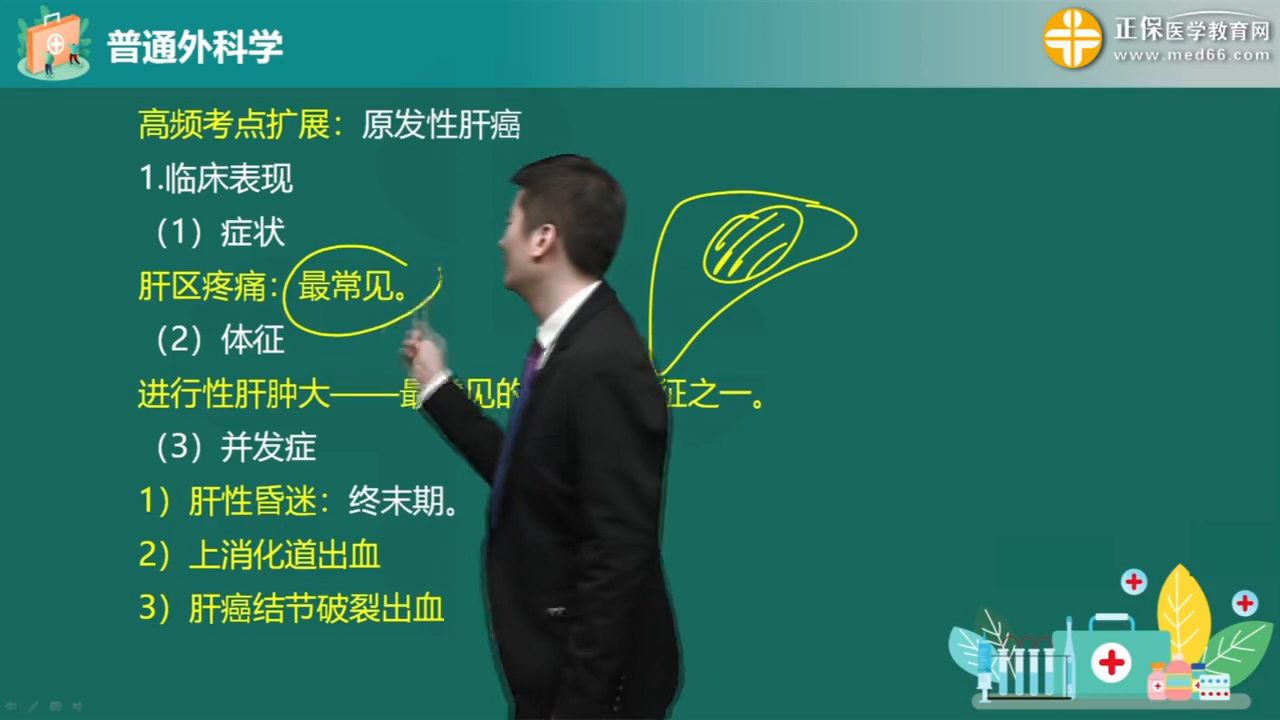 普通外科学
正保医学教育网
www.med66.com
高频考点扩展：原发性肝癌
1.临床表现
（1）症状
肝区疼痛：最常见。
（2）体征
进行性肝肿大——最 见的 征之一。
（3）并发症
1）肝性昏迷：终末期。
2）上消化道出血
3）肝癌结节破裂出血